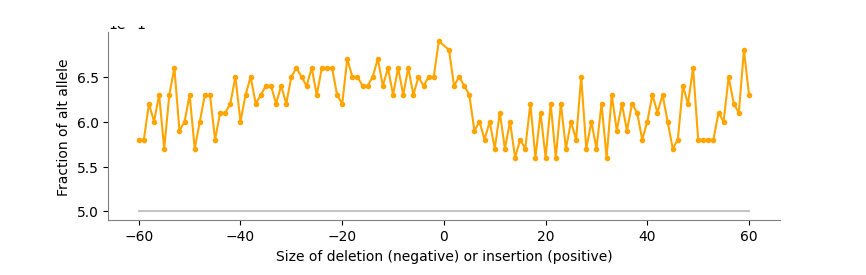 6.5
6.0
5.5
5.0
Fraction of alt allele
−60 −40 −20 0 20 40 60
Size of deletion (negative) or insertion (positive)